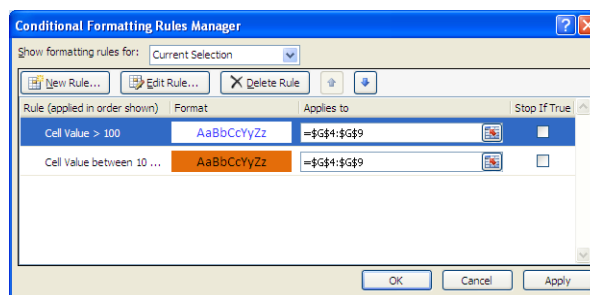 Conditional Formatting Rules Manager
Show formatting rules for: Current Selection
New Rule... Edit Rule... Delete Rule
Rule (applied in order shown) Format Applies to Stop If True
Cell Value > 100 AaBbCcYyZz =$G$4:$G$9
Cell Value between 10 ... AaBbCcYyZz =$G$4:$G$9
OK Cancel Apply